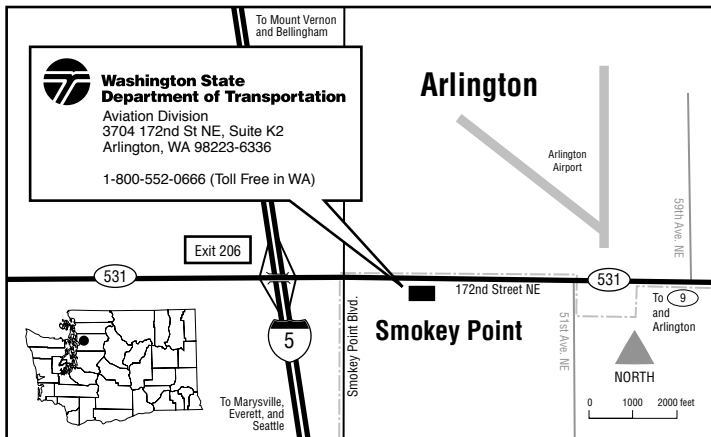 To Mount Vernon
and Bellingham
Washington State
Department of Transportation
Aviation Division
3704 172nd St NE, Suite K2
Arlington, WA 98223-6336
1-800-552-0666 (Toll Free in WA)
Arlington
Arlington
Airport
59th Ave. NE
Exit 206
531
531
172nd Street NE
To 9
and
Arlington
Smokey Point Blvd.
Smokey Point
51st Ave. NE
5
NORTH
To Marysville,
Everett, and
Seattle
0 1000 2000 feet